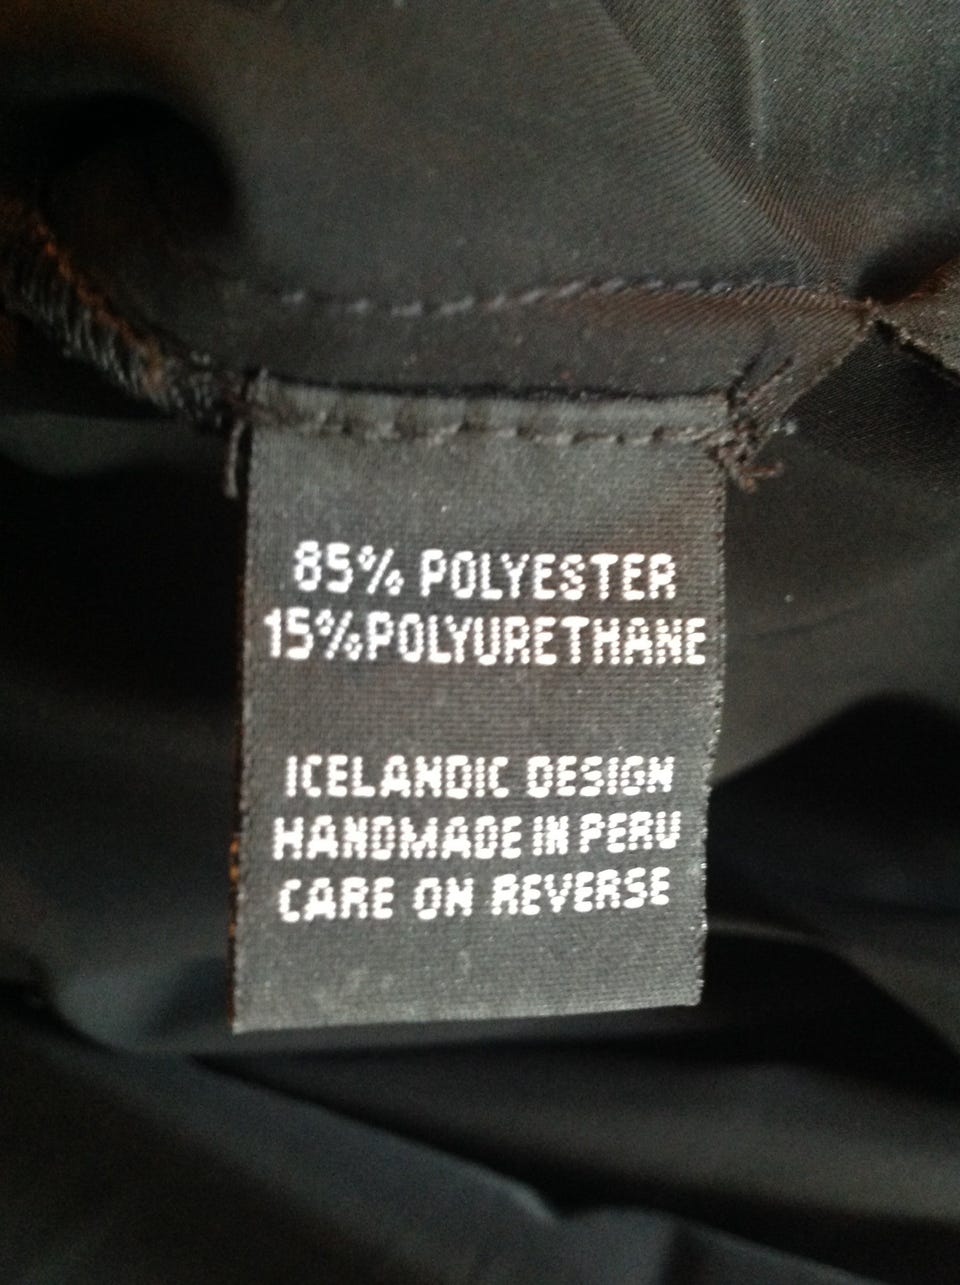 85% POLYESTER
15%POLYURETHANE
ICELANDIC DESIGN
HANDMADE IN PERU
CARE ON REVERSE